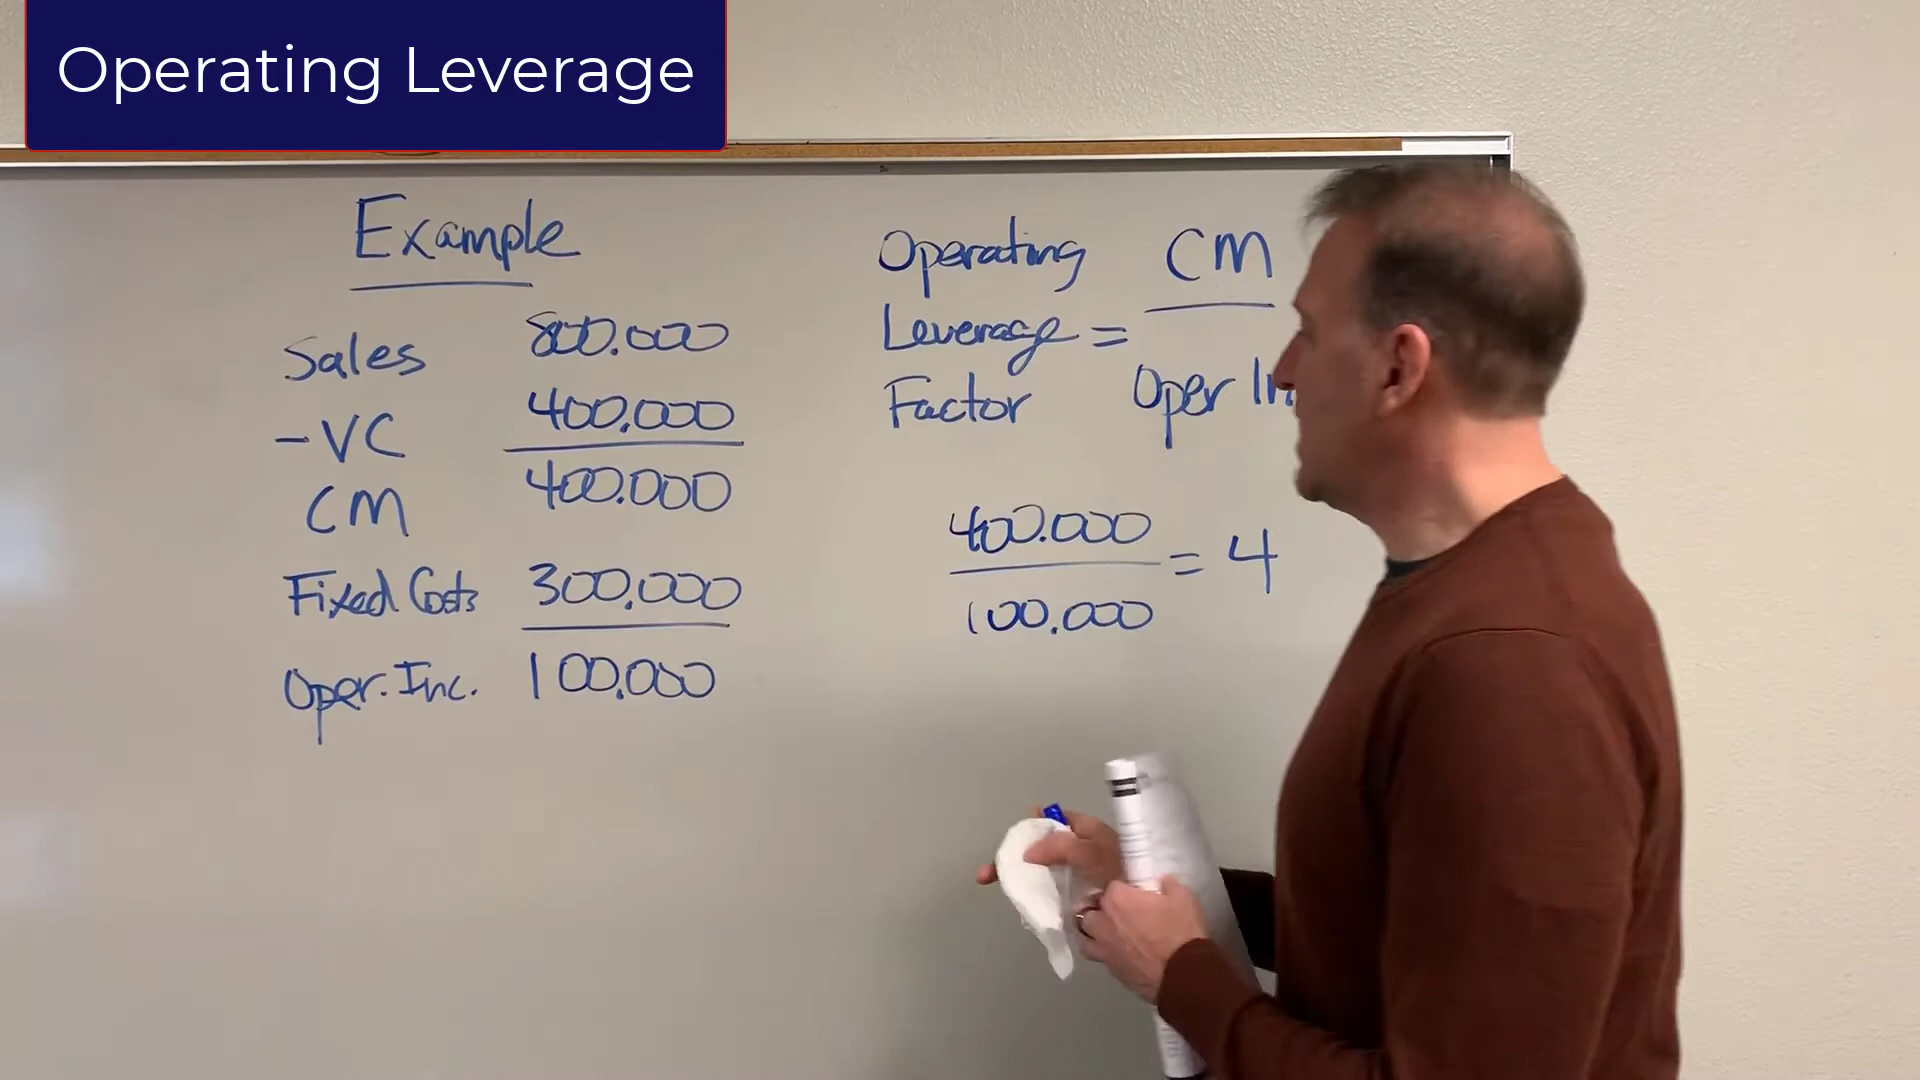 Operating Leverage
Example
Sales 800.000
- VC 400.000
CM 400.000
Fixed Costs 300.000
Oper. Inc. 100.000
Operating
Leverage =
Factor
CM
Oper
400.000
100.000
= 4